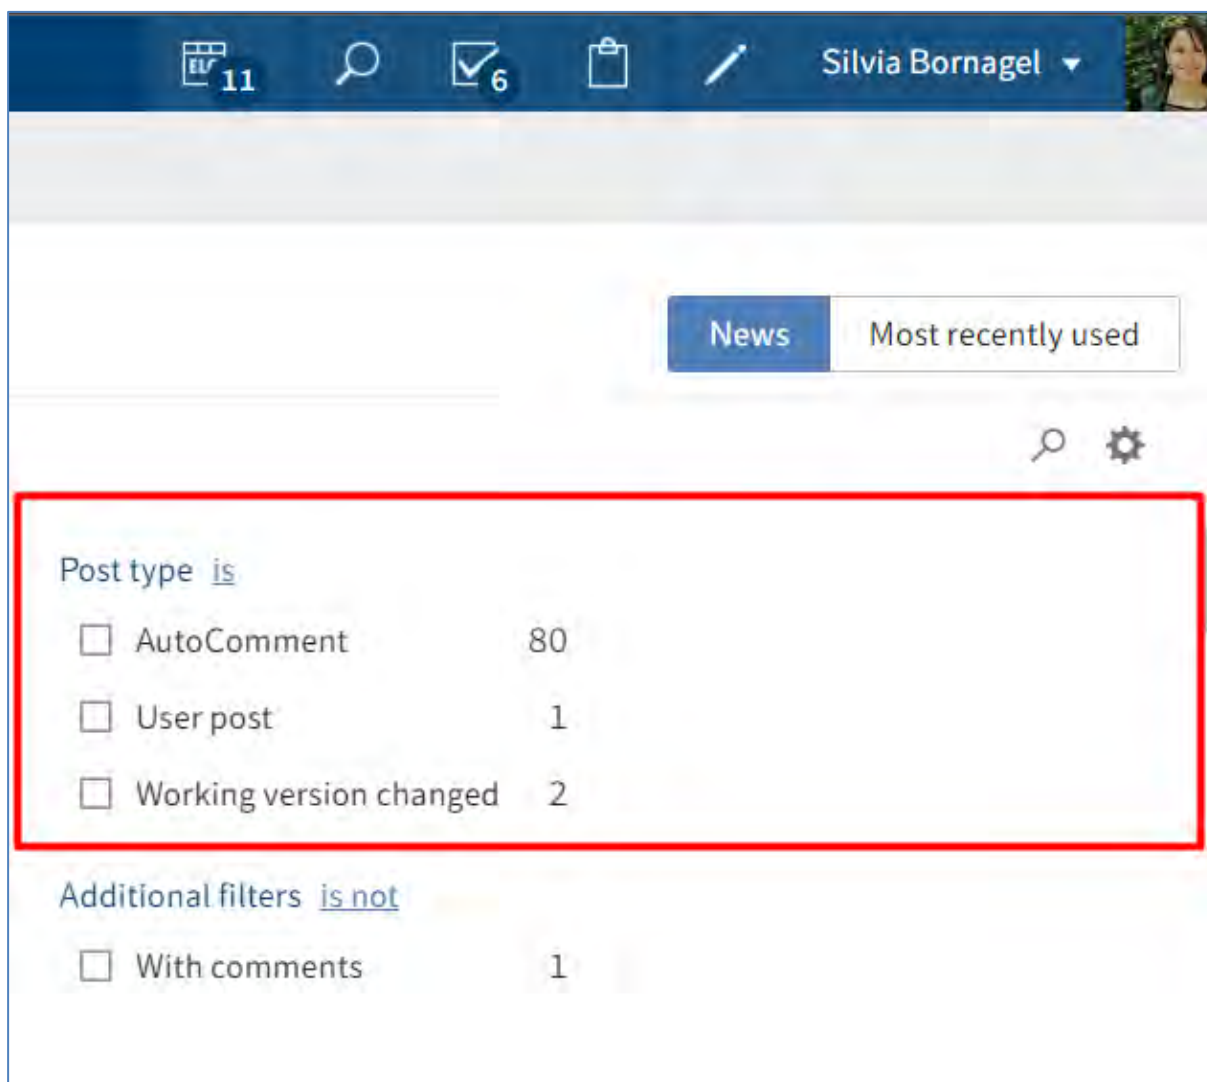 ELO 11 6 Silvia Bornagel
News Most recently used
Post type is
AutoComment 80
User post 1
Working version changed 2
Additional filters is not
With comments 1